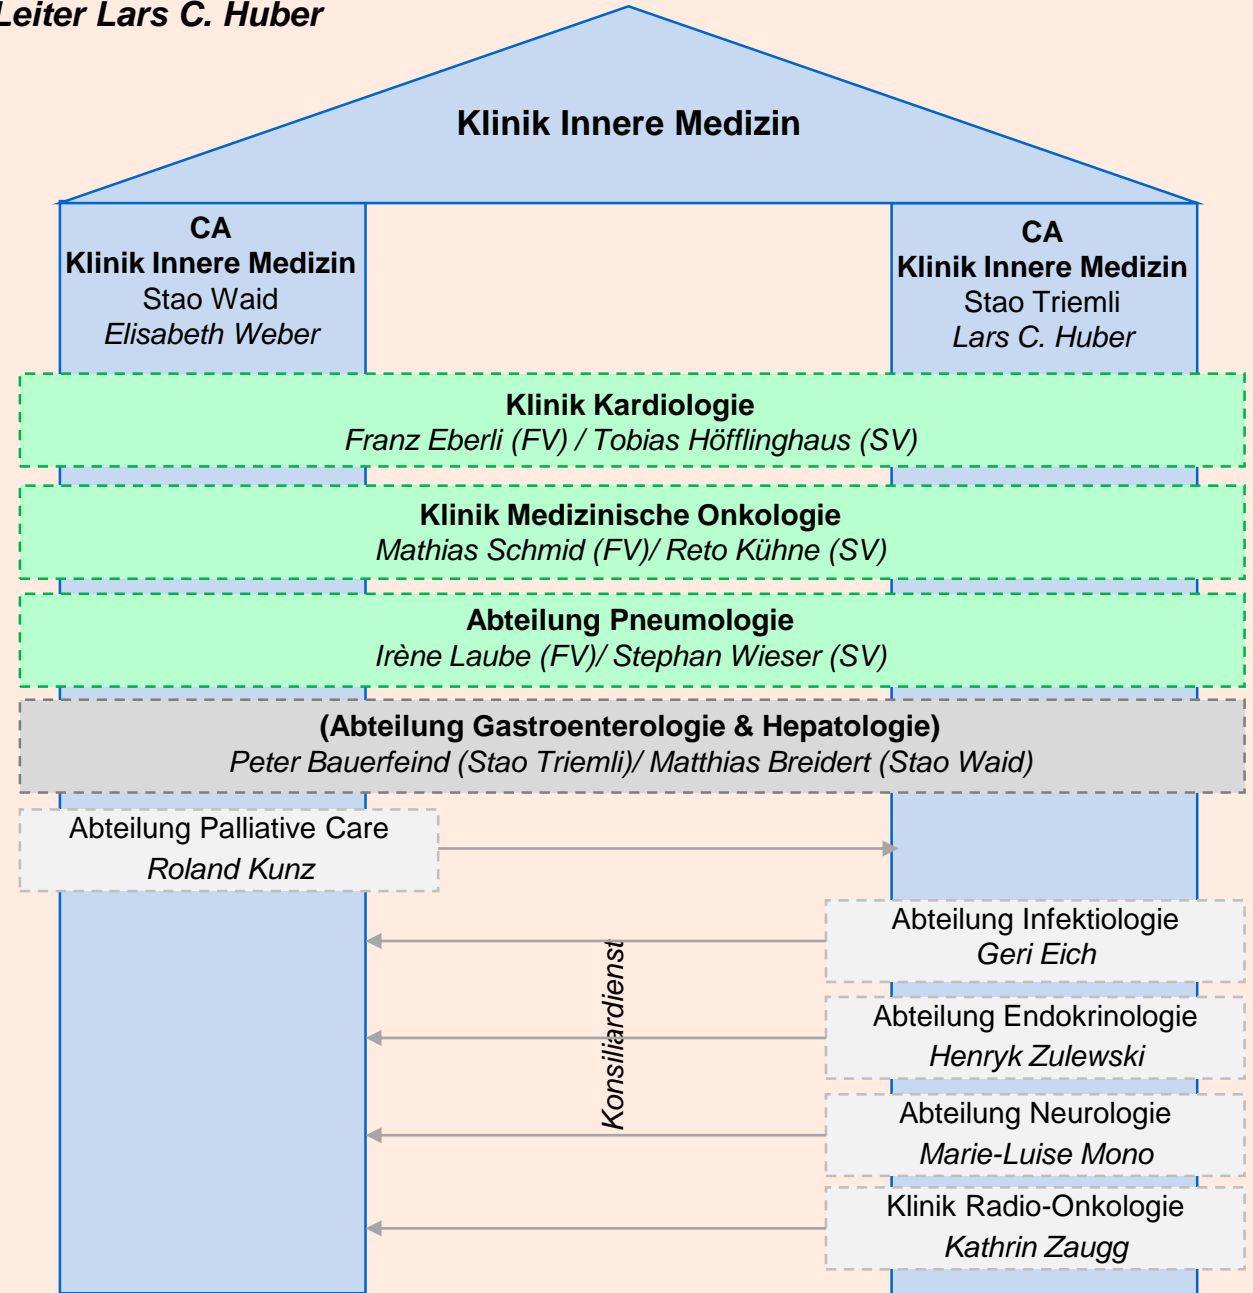 Leiter Lars C. Huber
Klinik Innere Medizin
CA
Klinik Innere Medizin
Stao Waid
Elisabeth Weber
CA
Klinik Innere Medizin
Stao Triemli
Lars C. Huber
Klinik Kardiologie
Franz Eberli (FV) / Tobias Höfflinghaus (SV)
Klinik Medizinische Onkologie
Mathias Schmid (FV)/ Reto Kühne (SV)
Abteilung Pneumologie
Irène Laube (FV)/ Stephan Wieser (SV)
(Abteilung Gastroenterologie & Hepatologie)
Peter Bauerfeind (Stao Triemli)/ Matthias Breidert (Stao Waid)
Abteilung Palliative Care
Roland Kunz
Abteilung Infektiologie
Geri Eich
Konsiliardienst
Abteilung Endokrinologie
Henryk Zulewski
Abteilung Neurologie
Marie-Luise Mono
Klinik Radio-Onkologie
Kathrin Zaugg